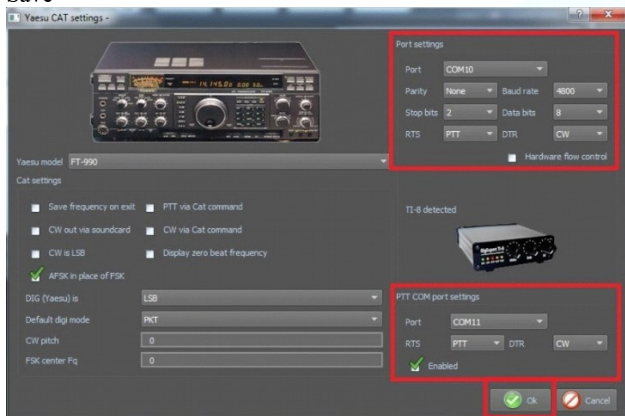 Save
Yaesu CAT settings -
Port settings
Port COM10
Parity None Baud rate 4800
Stop bits 2 Data bits 8
RTS PTT DTR CW
Hardware flow control
14.145.00
Yaesu model FT-990
Cat settings
Save frequency on exit PTT via Cat command
CW out via soundcard CW via Cat command
CW is LSB Display zero beat frequency
AFSK in place of FSK
TI-8 detected
DIG (Yaesu) is LSB
Default digi mode PKT
CW pitch 0
FSK center Fq 0
PTT COM port settings
Port COM11
RTS PTT DTR CW
Enabled
Ok Cancel